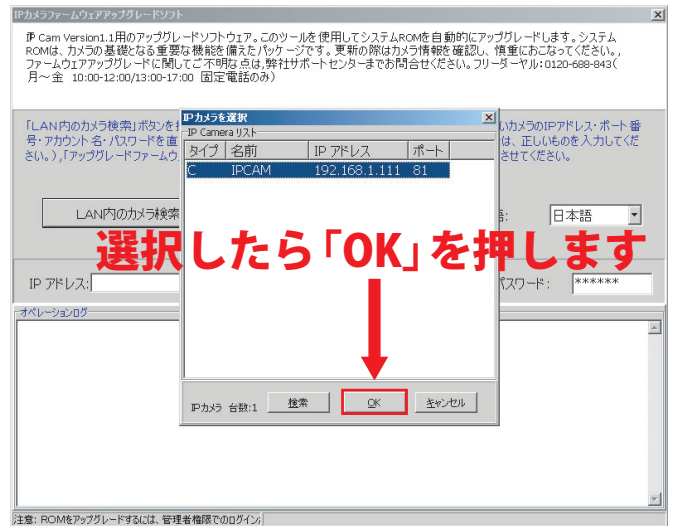 IPカメラファームウェアアップグレードソフト
IP Cam Version1.1用のアップグレードソフトウェア。このツールを使用してシステムROMを自動的にアップグレードします。システム
ROMは、カメラの基礎となる重要な機能を備えたパッケージです。更新の際はカメラ情報を確認し、慎重におこなってください。,
ファームウエアアップグレードに関してご不明な点は,弊社サポートセンターまでお問合せください。フリーダーヤル:0120-688-843(
月～金 10:00-12:00/13:00-17:00 固定電話のみ)
「LAN内のカメラ検索」ボタンを
いカメラのIPアドレス・ポート番
号・アカウント名・パスワードを直
は、正しいものを入力してくだ
さい。),「アップグレードファームウ
させてください。
IPカメラを選択
IP Camera リスト
タイプ 名前 IP アドレス ポート
C IPCAM 192.168.1.111 81
LAN内のカメラ検索
日本語
選択したら「OK」を押します
IP アドレス:
パスワード:
******
オペレーションログ
IPカメラ 台数:1
検索
OK
キャンセル
注意: ROMをアップグレードするには、管理者権限でのログイン